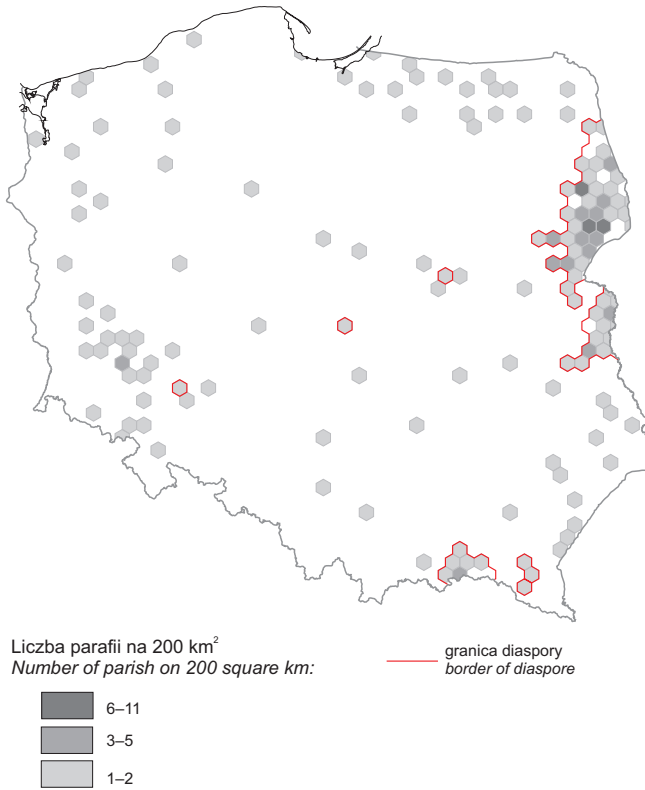 Liczba parafii na 200 km²
Number of parish on 200 square km:
6–11
3–5
1–2
granica diaspory
border of diaspore